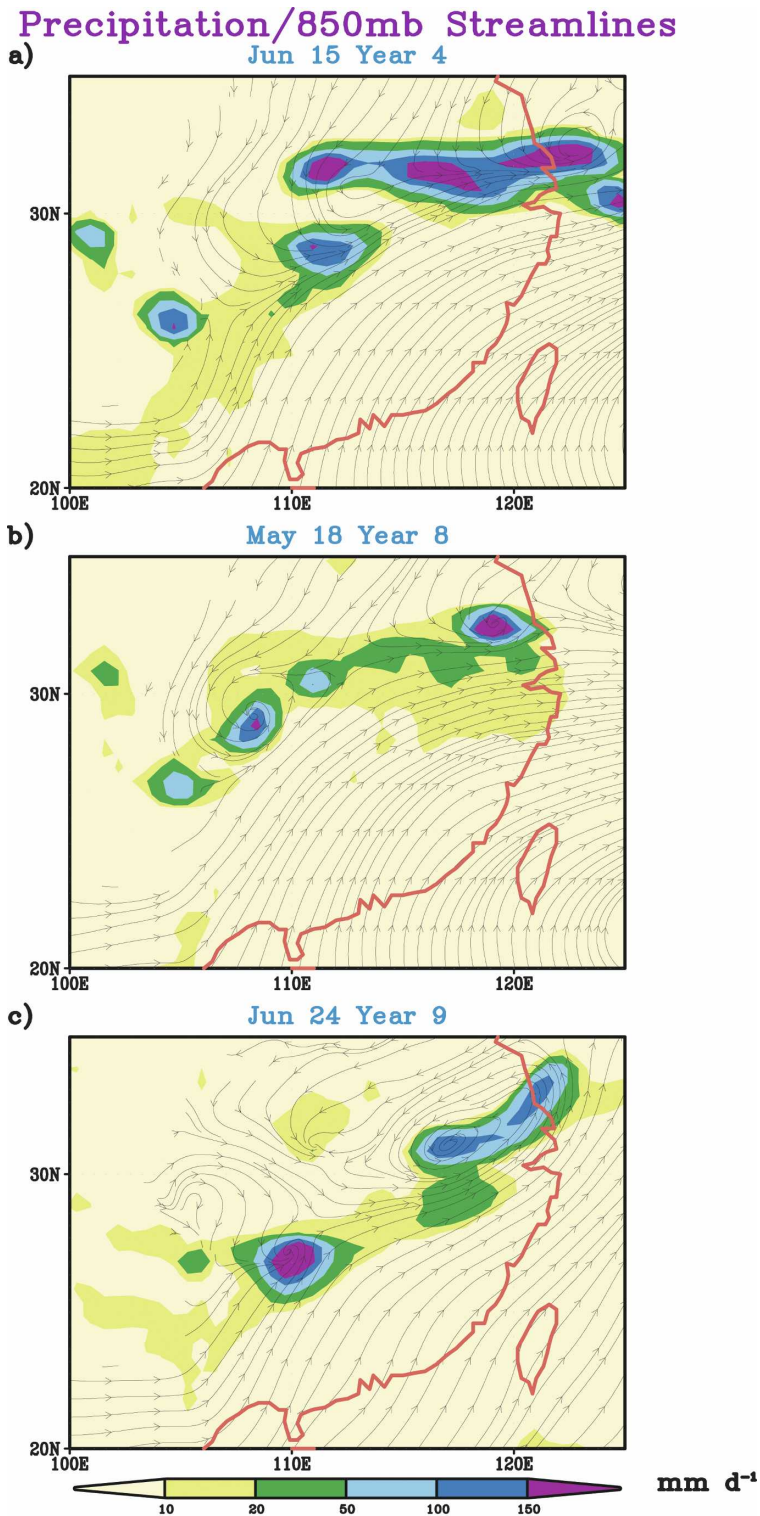 Precipitation/850mb Streamlines
a)
Jun 15 Year 4
30N
20N
100E 110E 120E
b)
May 18 Year 8
30N
20N
100E 110E 120E
c)
Jun 24 Year 9
30N
20N
100E 110E 120E
mm d⁻¹
10 20 50 100 150